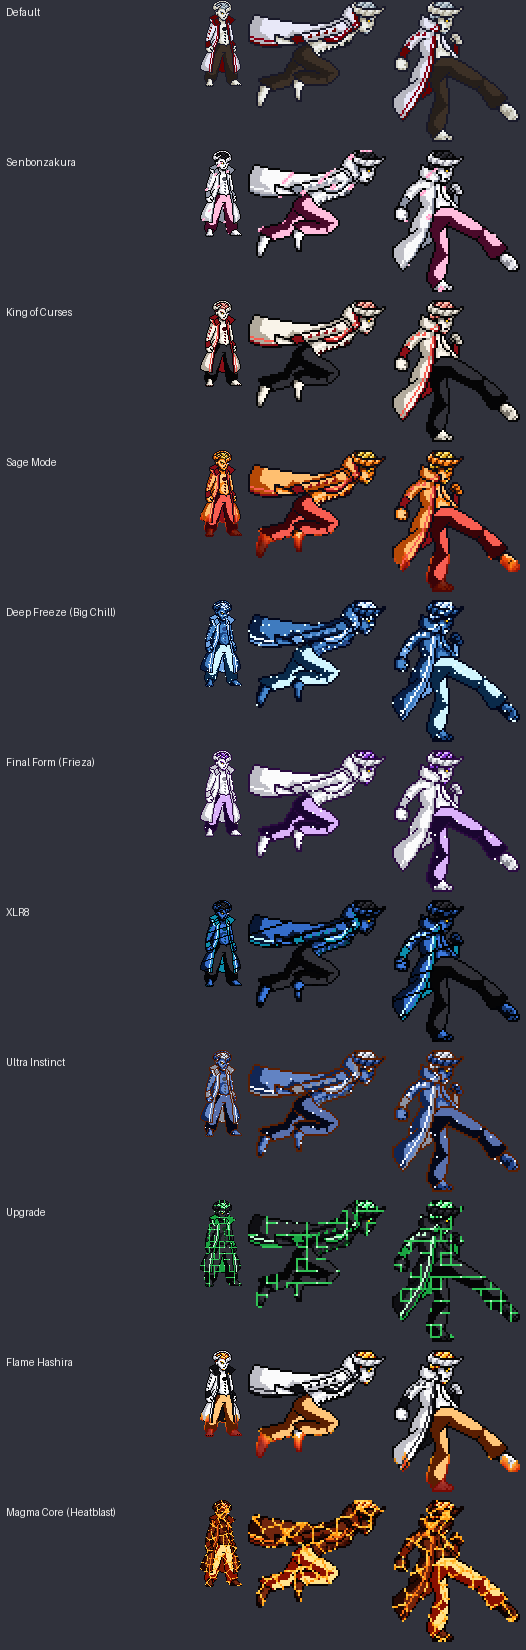 Default
Senbonzakura
King of Curses
Sage Mode
Deep Freeze (Big Chill)
Final Form (Frieza)
XLR8
Ultra Instinct
Upgrade
Flame Hashira
Magma Core (Heatblast)